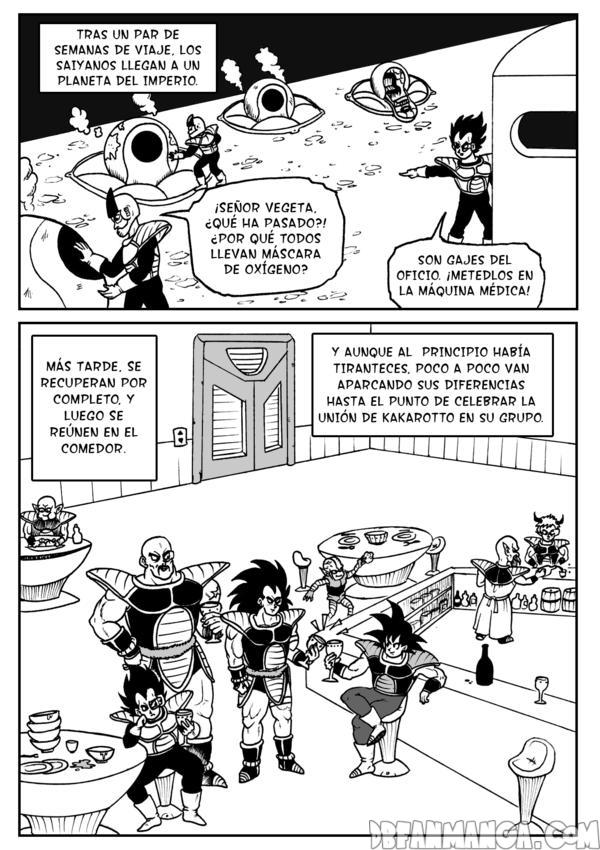 TRAS UN PAR DE
SEMANAS DE VIAJE, LOS
SAIYANOS LLEGAN A UN
PLANETA DEL IMPERIO.
¡SEÑOR VEGETA,
¿QUÉ HA PASADO?!
¿POR QUÉ TODOS
LLEVAN MÁSCARA
DE OXÍGENO?
SON GAJES DEL
OFICIO. ¡METEDLOS EN
LA MÁQUINA MÉDICA!
MÁS TARDE, SE
RECUPERAN POR
COMPLETO, Y
LUEGO SE
REÚNEN EN EL
COMEDOR.
Y AUNQUE AL PRINCIPIO HABÍA
TIRANTECES, POCO A POCO VAN
APARCANDO SUS DIFERENCIAS
HASTA EL PUNTO DE CELEBRAR LA
UNIÓN DE KAKAROTTO EN SU GRUPO.
DBFANMANGA.COM